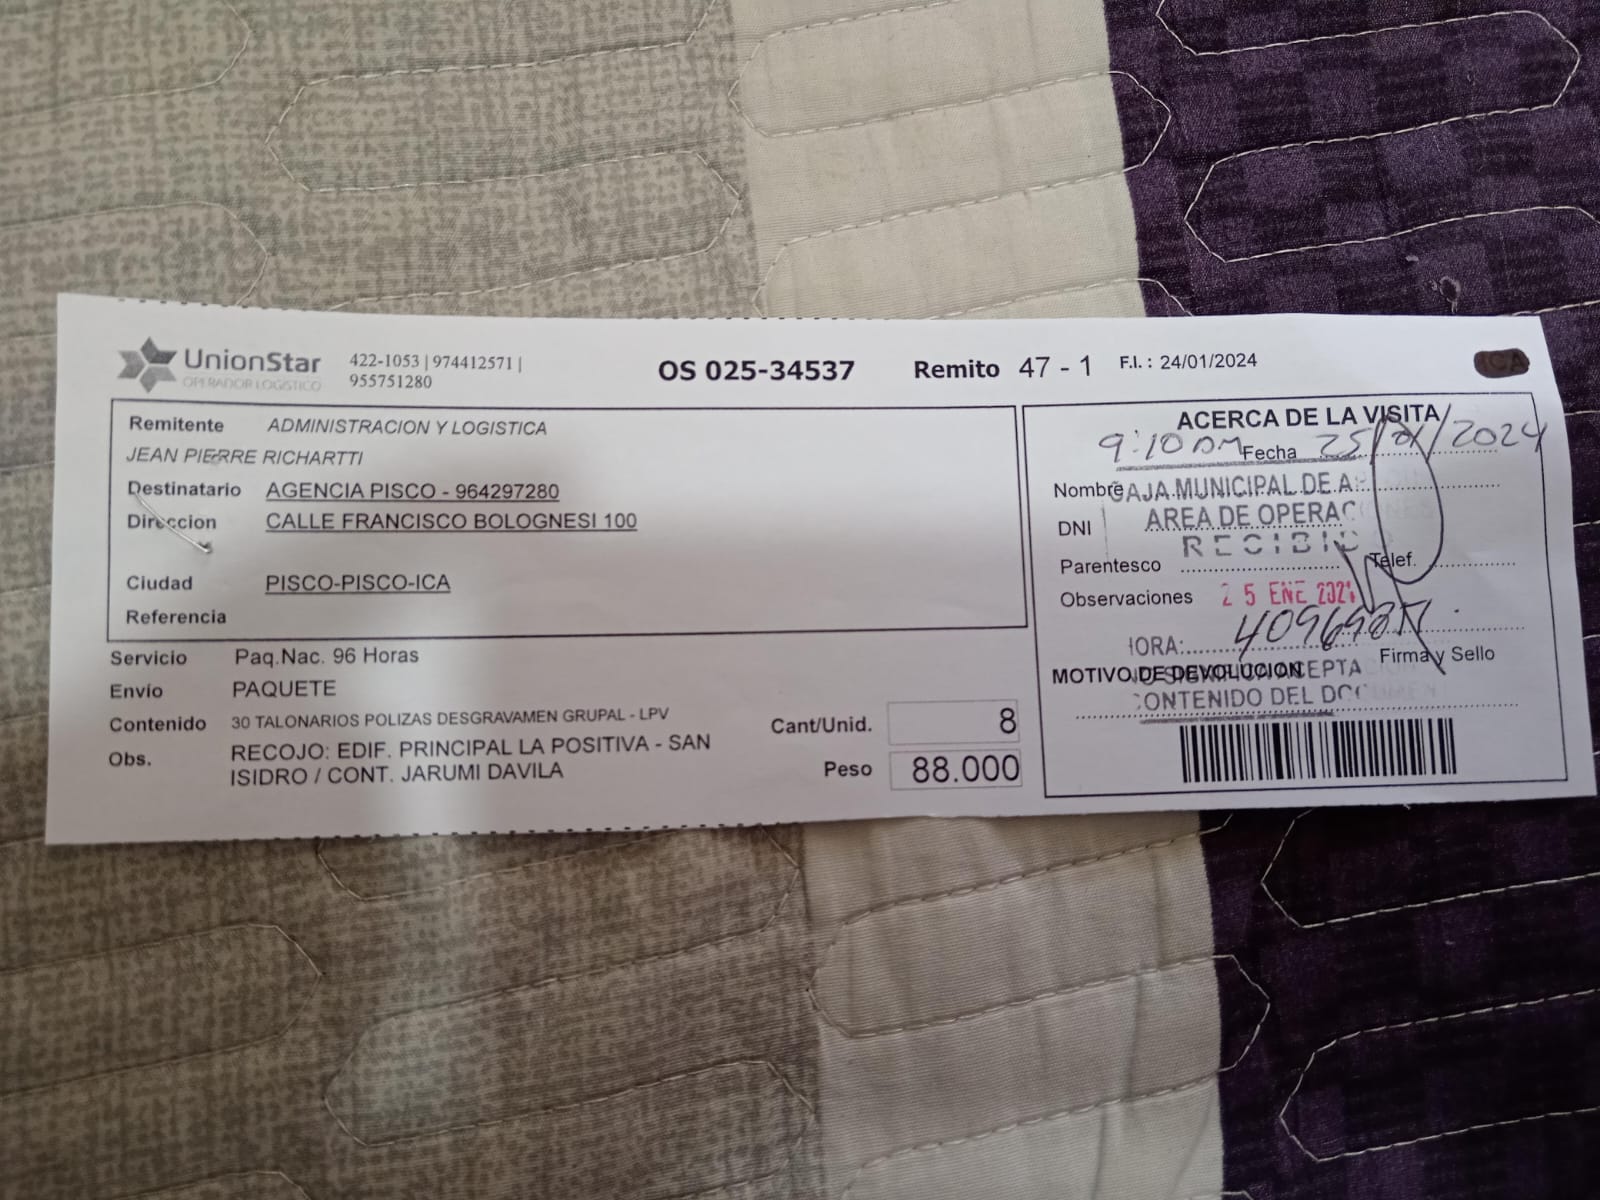 UnionStar
OPERADOR LOGISTICO
422-1053 | 974412571 |
955751280
OS 025-34537
Remito 47 - 1
F.I. : 24/01/2024
ICA
Remitente ADMINISTRACION Y LOGISTICA
JEAN PIERRE RICHARTTI
Destinatario AGENCIA PISCO - 964297280
Direccion CALLE FRANCISCO BOLOGNESI 100
Ciudad PISCO-PISCO-ICA
Referencia
Servicio Paq.Nac. 96 Horas
Envío PAQUETE
Contenido 30 TALONARIOS POLIZAS DESGRAVAMEN GRUPAL - LPV
Obs. RECOJO: EDIF. PRINCIPAL LA POSITIVA - SAN
ISIDRO / CONT. JARUMI DAVILA
Cant/Unid. 8
Peso 88.000
ACERCA DE LA VISITA
9:10 Fecha 25/01/2024
Nombre CAJA MUNICIPAL DE
DNI AREA DE
RECIBIDO
Parentesco Telef.
Observaciones 25 ENE
HORA:
Firma y Sello
MOTIVO DE DEVOLUCION
CONTENIDO DEL